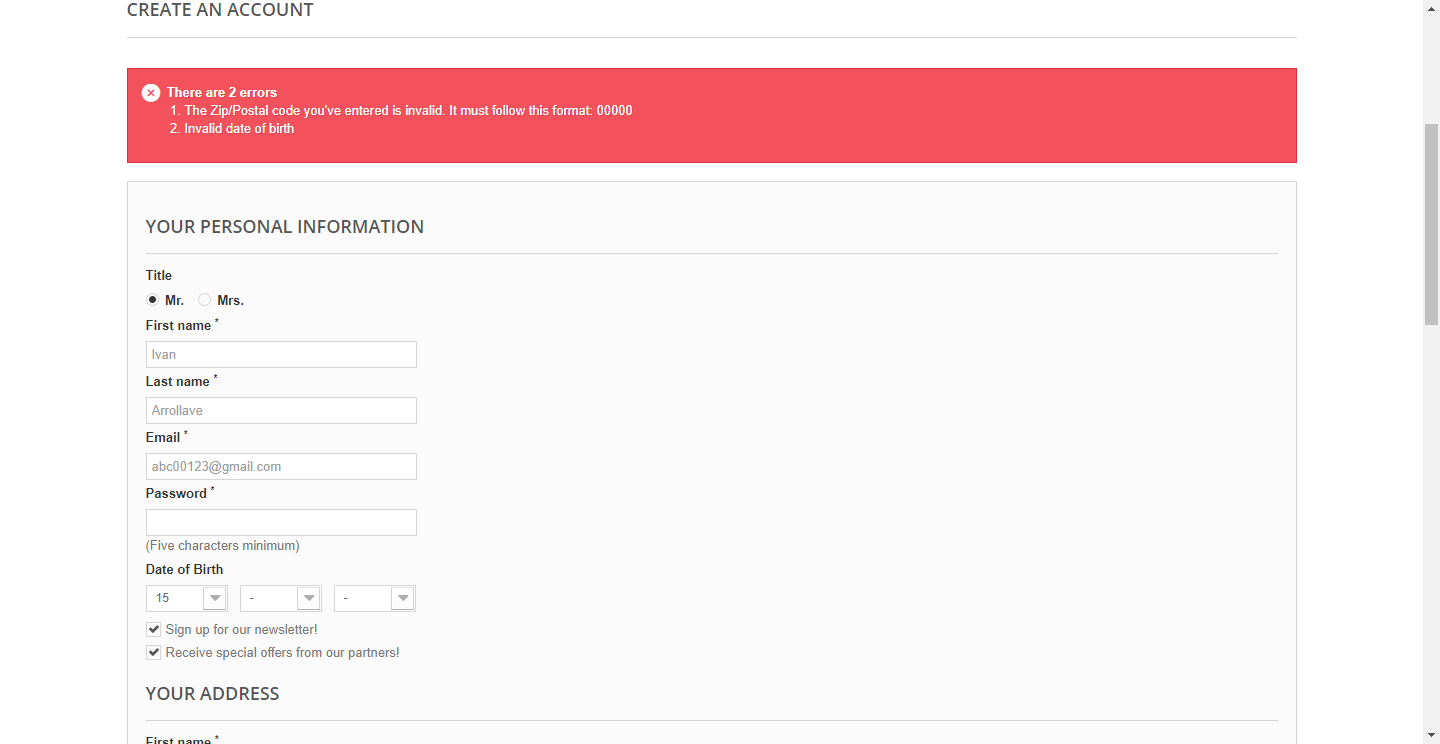 CREATE AN ACCOUNT
There are 2 errors
1. The Zip/Postal code you've entered is invalid. It must follow this format: 00000
2. Invalid date of birth
YOUR PERSONAL INFORMATION
Title
Mr. Mrs.
First name *
Ivan
Last name *
Arrollave
Email *
abc00123@gmail.com
Password *
(Five characters minimum)
Date of Birth
15 - -
Sign up for our newsletter!
Receive special offers from our partners!
YOUR ADDRESS
First name *